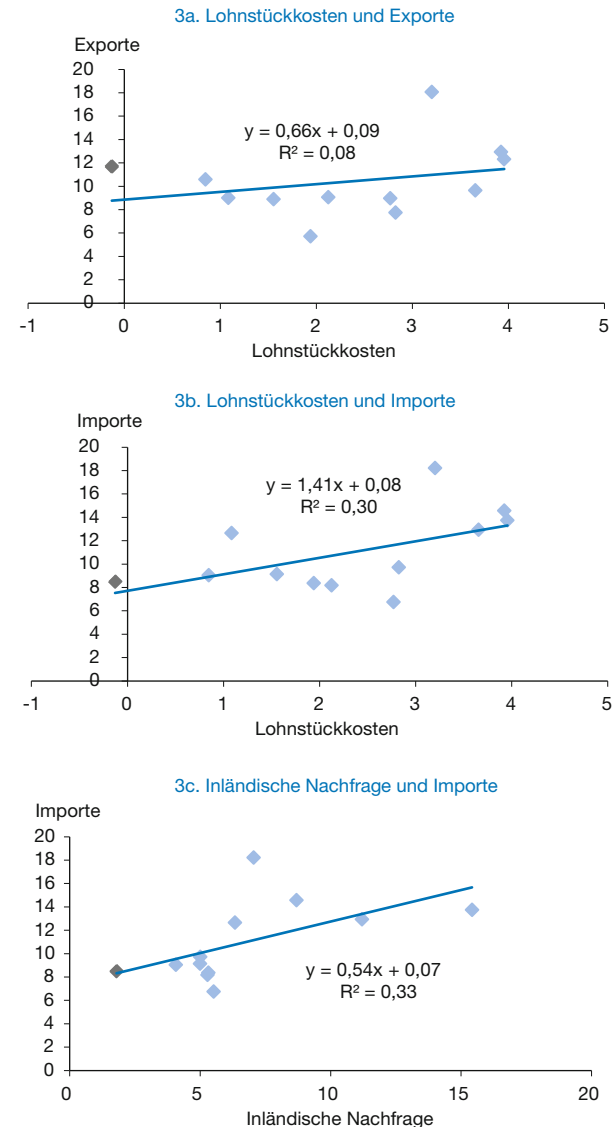 3a. Lohnstückkosten und Exporte
Exporte
20
18
16
14
12
10
8
6
4
2
0
y = 0,66x + 0,09
R² = 0,08
-1 0 1 2 3 4 5
Lohnstückkosten
3b. Lohnstückkosten und Importe
Importe
20
18
16
14
12
10
8
6
4
2
0
y = 1,41x + 0,08
R² = 0,30
-1 0 1 2 3 4 5
Lohnstückkosten
3c. Inländische Nachfrage und Importe
Importe
20
18
16
14
12
10
8
6
4
2
0
y = 0,54x + 0,07
R² = 0,33
0 5 10 15 20
Inländische Nachfrage